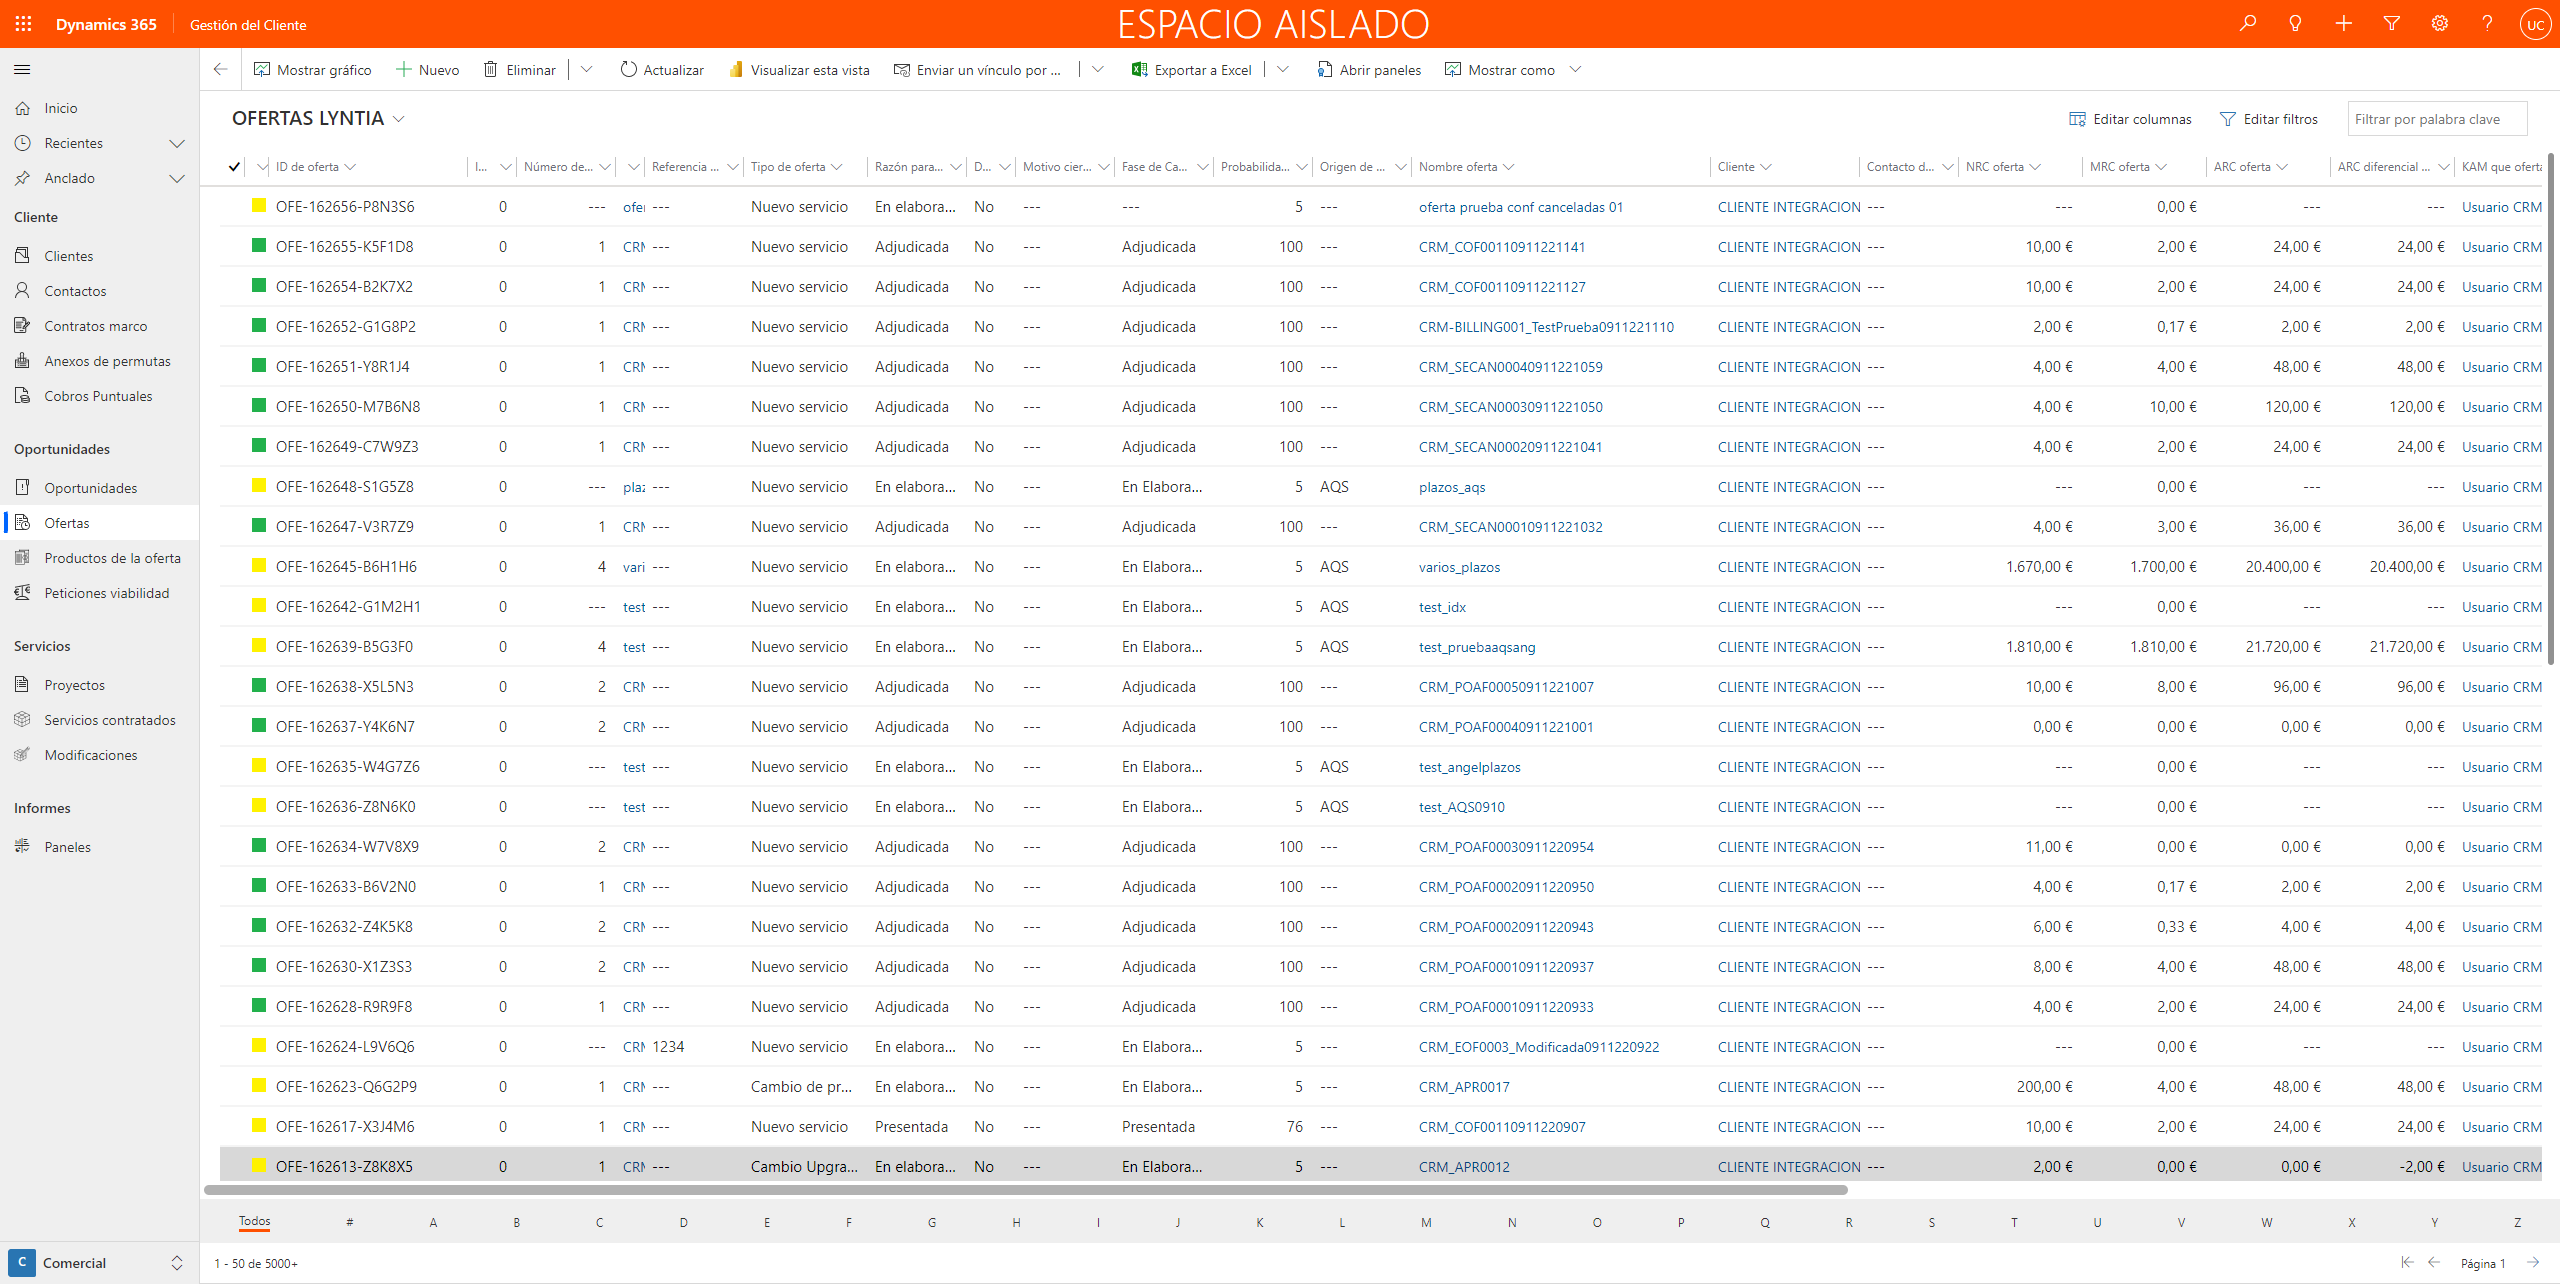 Dynamics 365 Gestión del Cliente ESPACIO AISLADO UC
Mostrar gráfico Nuevo Eliminar Actualizar Visualizar esta vista Enviar un vínculo por ... Exportar a Excel Abrir paneles Mostrar como
Inicio
Recientes
Anclado
Cliente
Clientes
Contactos
Contratos marco
Anexos de permutas
Cobros Puntuales
Oportunidades
Oportunidades
Ofertas
Productos de la oferta
Peticiones viabilidad
Servicios
Proyectos
Servicios contratados
Modificaciones
Informes
Paneles
C Comercial
OFERTAS LYNTIA Editar columnas Editar filtros Filtrar por palabra clave
ID de oferta I... Número de... Referencia ... Tipo de oferta Razón para... D... Motivo cier... Fase de Ca... Probabilida... Origen de ... Nombre oferta Cliente Contacto d... NRC oferta MRC oferta ARC oferta ARC diferencial ... KAM que oferta
OFE-162656-P8N3S6 0 --- ofer --- Nuevo servicio En elabora... No --- --- 5 --- oferta prueba conf canceladas 01 CLIENTE INTEGRACION --- --- 0,00 € --- --- Usuario CRM
OFE-162655-K5F1D8 0 1 CRM --- Nuevo servicio Adjudicada No --- Adjudicada 100 --- CRM_COF00110911221141 CLIENTE INTEGRACION --- 10,00 € 2,00 € 24,00 € 24,00 € Usuario CRM
OFE-162654-B2K7X2 0 1 CRM --- Nuevo servicio Adjudicada No --- Adjudicada 100 --- CRM_COF00110911221127 CLIENTE INTEGRACION --- 10,00 € 2,00 € 24,00 € 24,00 € Usuario CRM
OFE-162652-G1G8P2 0 1 CRM --- Nuevo servicio Adjudicada No --- Adjudicada 100 --- CRM-BILLING001_TestPrueba0911221110 CLIENTE INTEGRACION --- 2,00 € 0,17 € 2,00 € 2,00 € Usuario CRM
OFE-162651-Y8R1J4 0 1 CRM --- Nuevo servicio Adjudicada No --- Adjudicada 100 --- CRM_SECAN00040911221059 CLIENTE INTEGRACION --- 4,00 € 4,00 € 48,00 € 48,00 € Usuario CRM
OFE-162650-M7B6N8 0 1 CRM --- Nuevo servicio Adjudicada No --- Adjudicada 100 --- CRM_SECAN00030911221050 CLIENTE INTEGRACION --- 4,00 € 10,00 € 120,00 € 120,00 € Usuario CRM
OFE-162649-C7W9Z3 0 1 CRM --- Nuevo servicio Adjudicada No --- Adjudicada 100 --- CRM_SECAN00020911221041 CLIENTE INTEGRACION --- 4,00 € 2,00 € 24,00 € 24,00 € Usuario CRM
OFE-162648-S1G5Z8 0 --- plaz --- Nuevo servicio En elabora... No --- En Elabora... 5 AQS plazos_aqs CLIENTE INTEGRACION --- --- 0,00 € --- --- Usuario CRM
OFE-162647-V3R7Z9 0 1 CRM --- Nuevo servicio Adjudicada No --- Adjudicada 100 --- CRM_SECAN00010911221032 CLIENTE INTEGRACION --- 4,00 € 3,00 € 36,00 € 36,00 € Usuario CRM
OFE-162645-B6H1H6 0 4 vari --- Nuevo servicio En elabora... No --- En Elabora... 5 AQS varios_plazos CLIENTE INTEGRACION --- 1.670,00 € 1.700,00 € 20.400,00 € 20.400,00 € Usuario CRM
OFE-162642-G1M2H1 0 --- test --- Nuevo servicio En elabora... No --- En Elabora... 5 AQS test_idx CLIENTE INTEGRACION --- --- 0,00 € --- --- Usuario CRM
OFE-162639-B5G3F0 0 4 test --- Nuevo servicio En elabora... No --- En Elabora... 5 AQS test_pruebaaqsang CLIENTE INTEGRACION --- 1.810,00 € 1.810,00 € 21.720,00 € 21.720,00 € Usuario CRM
OFE-162638-X5L5N3 0 2 CRM --- Nuevo servicio Adjudicada No --- Adjudicada 100 --- CRM_POAF00050911221007 CLIENTE INTEGRACION --- 10,00 € 8,00 € 96,00 € 96,00 € Usuario CRM
OFE-162637-Y4K6N7 0 2 CRM --- Nuevo servicio Adjudicada No --- Adjudicada 100 --- CRM_POAF00040911221001 CLIENTE INTEGRACION --- 0,00 € 0,00 € 0,00 € 0,00 € Usuario CRM
OFE-162635-W4G7Z6 0 --- test --- Nuevo servicio En elabora... No --- En Elabora... 5 AQS test_angelplazos CLIENTE INTEGRACION --- --- 0,00 € --- --- Usuario CRM
OFE-162636-Z8N6K0 0 --- test --- Nuevo servicio En elabora... No --- En Elabora... 5 AQS test_AQS0910 CLIENTE INTEGRACION --- --- 0,00 € --- --- Usuario CRM
OFE-162634-W7V8X9 0 2 CRM --- Nuevo servicio Adjudicada No --- Adjudicada 100 --- CRM_POAF00030911220954 CLIENTE INTEGRACION --- 11,00 € 0,00 € 0,00 € 0,00 € Usuario CRM
OFE-162633-B6V2N0 0 1 CRM --- Nuevo servicio Adjudicada No --- Adjudicada 100 --- CRM_POAF00020911220950 CLIENTE INTEGRACION --- 4,00 € 0,17 € 2,00 € 2,00 € Usuario CRM
OFE-162632-Z4K5K8 0 2 CRM --- Nuevo servicio Adjudicada No --- Adjudicada 100 --- CRM_POAF00020911220943 CLIENTE INTEGRACION --- 6,00 € 0,33 € 4,00 € 4,00 € Usuario CRM
OFE-162630-X1Z3S3 0 2 CRM --- Nuevo servicio Adjudicada No --- Adjudicada 100 --- CRM_POAF00010911220937 CLIENTE INTEGRACION --- 8,00 € 4,00 € 48,00 € 48,00 € Usuario CRM
OFE-162628-R9R9F8 0 1 CRM --- Nuevo servicio Adjudicada No --- Adjudicada 100 --- CRM_POAF00010911220933 CLIENTE INTEGRACION --- 4,00 € 2,00 € 24,00 € 24,00 € Usuario CRM
OFE-162624-L9V6Q6 0 --- CRM 1234 Nuevo servicio En elabora... No --- En Elabora... 5 --- CRM_EOF0003_Modificada0911220922 CLIENTE INTEGRACION --- --- 0,00 € --- --- Usuario CRM
OFE-162623-Q6G2P9 0 1 CRM --- Cambio de pr... En elabora... No --- En Elabora... 5 --- CRM_APR0017 CLIENTE INTEGRACION --- 200,00 € 4,00 € 48,00 € 48,00 € Usuario CRM
OFE-162617-X3J4M6 0 1 CRM --- Nuevo servicio Presentada No --- Presentada 76 --- CRM_COF00110911220907 CLIENTE INTEGRACION --- 10,00 € 2,00 € 24,00 € 24,00 € Usuario CRM
OFE-162613-Z8K8X5 0 1 CRM --- Cambio Upgra... En elabora... No --- En Elabora... 5 --- CRM_APR0012 CLIENTE INTEGRACION --- 2,00 € 0,00 € 0,00 € -2,00 € Usuario CRM
Todos # A B C D E F G H I J K L M N O P Q R S T U V W X Y Z
1 - 50 de 5000+ Página 1